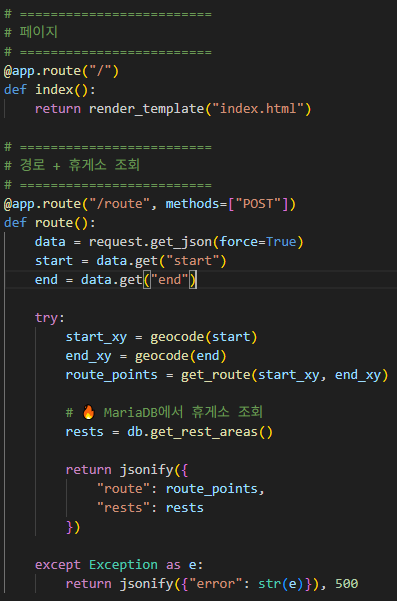 # =========================
# 페이지
# =========================
@app.route("/")
def index():
    return render_template("index.html")

# =========================
# 경로 + 휴게소 조회
# =========================
@app.route("/route", methods=["POST"])
def route():
    data = request.get_json(force=True)
    start = data.get("start")
    end = data.get("end")

    try:
        start_xy = geocode(start)
        end_xy = geocode(end)
        route_points = get_route(start_xy, end_xy)

        # 🔥 MariaDB에서 휴게소 조회
        rests = db.get_rest_areas()

        return jsonify({
            "route": route_points,
            "rests": rests
        })

    except Exception as e:
        return jsonify({"error": str(e)}), 500